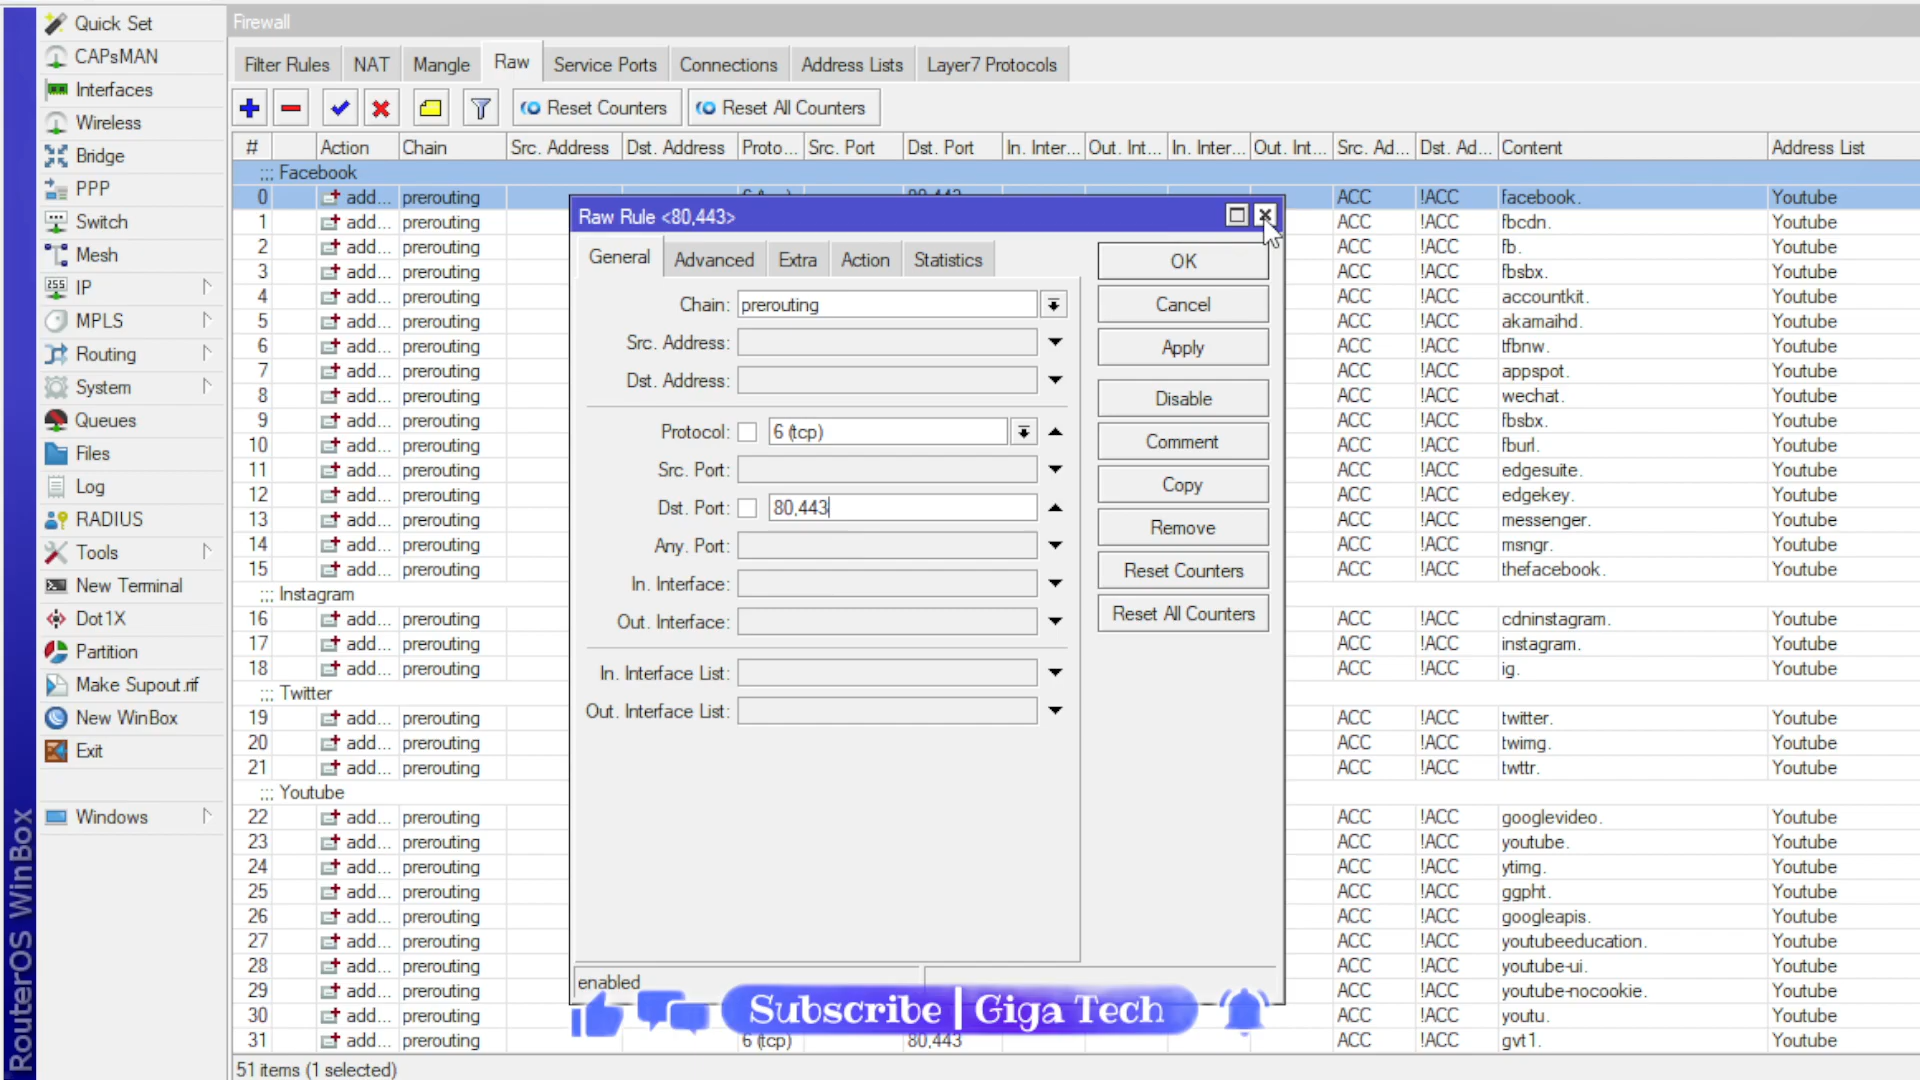 Quick Set
CAPsMAN
Interfaces
Wireless
Bridge
PPP
Switch
Mesh
255 IP
MPLS
Routing
System
Queues
Files
Log
RADIUS
Tools
New Terminal
Dot1X
Partition
Make Supout.rif
New WinBox
Exit
Windows
RouterOS WinBox
Firewall
Filter Rules NAT Mangle Raw Service Ports Connections Address Lists Layer7 Protocols
Reset Counters Reset All Counters
# Action Chain Src. Address Dst. Address Proto... Src. Port Dst. Port In. Inter... Out. Int... In. Inter... Out. Int... Src. Ad... Dst. Ad... Content Address List
;;; Facebook
0 add... prerouting ACC !ACC facebook. Youtube
1 add... prerouting ACC !ACC fbcdn. Youtube
2 add... prerouting ACC !ACC fb. Youtube
3 add... prerouting ACC !ACC fbsbx. Youtube
4 add... prerouting ACC !ACC accountkit. Youtube
5 add... prerouting ACC !ACC akamaihd. Youtube
6 add... prerouting ACC !ACC tfbnw. Youtube
7 add... prerouting ACC !ACC appspot. Youtube
8 add... prerouting ACC !ACC wechat. Youtube
9 add... prerouting ACC !ACC fbsbx. Youtube
10 add... prerouting ACC !ACC fburl. Youtube
11 add... prerouting ACC !ACC edgesuite. Youtube
12 add... prerouting ACC !ACC edgekey. Youtube
13 add... prerouting ACC !ACC messenger. Youtube
14 add... prerouting ACC !ACC msngr. Youtube
15 add... prerouting ACC !ACC thefacebook. Youtube
;;; Instagram
16 add... prerouting ACC !ACC cdninstagram. Youtube
17 add... prerouting ACC !ACC instagram. Youtube
18 add... prerouting ACC !ACC ig. Youtube
;;; Twitter
19 add... prerouting ACC !ACC twitter. Youtube
20 add... prerouting ACC !ACC twimg. Youtube
21 add... prerouting ACC !ACC twttr. Youtube
;;; Youtube
22 add... prerouting ACC !ACC googlevideo. Youtube
23 add... prerouting ACC !ACC youtube. Youtube
24 add... prerouting ACC !ACC ytimg. Youtube
25 add... prerouting ACC !ACC ggpht. Youtube
26 add... prerouting ACC !ACC googleapis. Youtube
27 add... prerouting ACC !ACC youtubeeducation. Youtube
28 add... prerouting ACC !ACC youtube-ui. Youtube
29 add... prerouting ACC !ACC youtube-nocookie. Youtube
30 add... prerouting ACC !ACC youtu. Youtube
31 add... prerouting 6 (tcp) 80,443 ACC !ACC gvt1. Youtube
51 items (1 selected)
Raw Rule <80,443>
General Advanced Extra Action Statistics
Chain: prerouting
Src. Address:
Dst. Address:
Protocol: 6 (tcp)
Src. Port:
Dst. Port: 80,443
Any. Port:
In. Interface:
Out. Interface:
In. Interface List:
Out. Interface List:
OK
Cancel
Apply
Disable
Comment
Copy
Remove
Reset Counters
Reset All Counters
enabled
Subscribe | Giga Tech